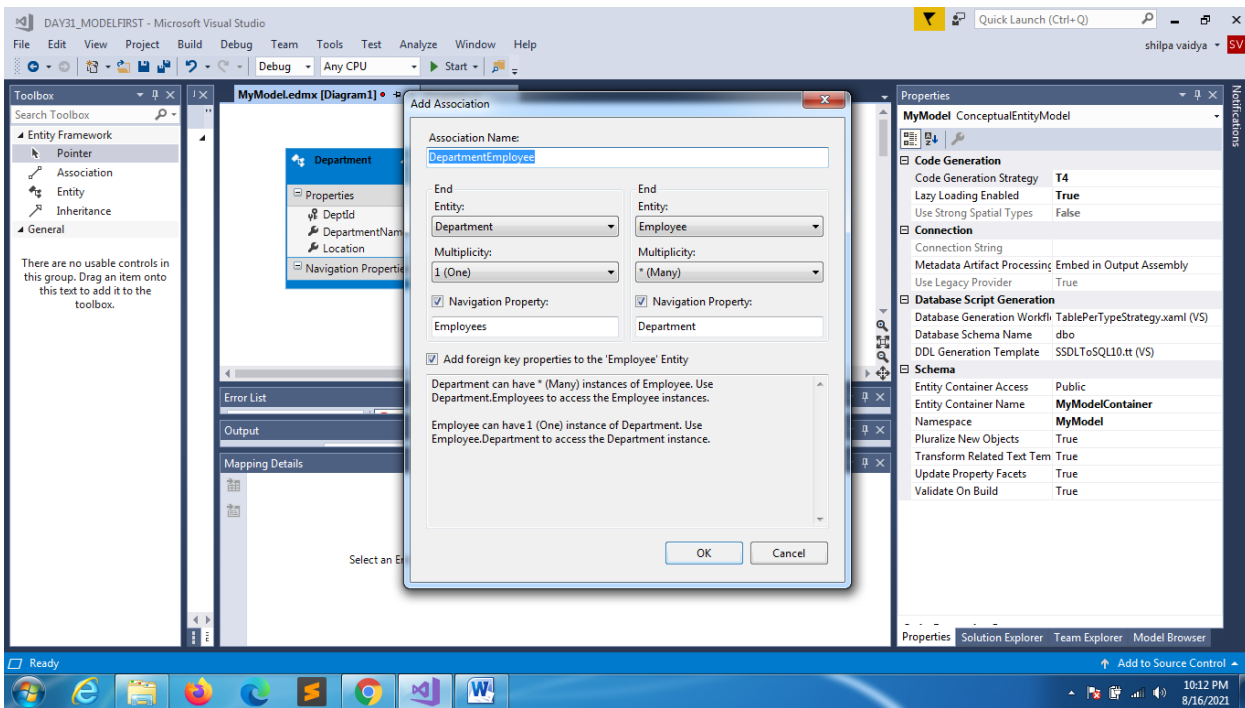 DAY31_MODELFIRST - Microsoft Visual Studio
Quick Launch (Ctrl+Q)
File Edit View Project Build Debug Team Tools Test Analyze Window Help
shilpa vaidya SV
Debug Any CPU Start
Toolbox
Search Toolbox
Entity Framework
Pointer
Association
Entity
Inheritance
General
There are no usable controls in
this group. Drag an item onto
this text to add it to the
toolbox.
MyModel.edmx [Diagram1]
Department
Properties
DeptId
DepartmentNam
Location
Navigation Propertie
Error List
Output
Mapping Details
Select an En
Add Association
Association Name:
DepartmentEmployee
End End
Entity: Entity:
Department Employee
Multiplicity: Multiplicity:
1 (One) * (Many)
Navigation Property: Navigation Property:
Employees Department
Add foreign key properties to the 'Employee' Entity
Department can have * (Many) instances of Employee. Use
Department.Employees to access the Employee instances.
Employee can have 1 (One) instance of Department. Use
Employee.Department to access the Department instance.
OK Cancel
Properties
MyModel ConceptualEntityModel
Code Generation
Code Generation Strategy T4
Lazy Loading Enabled True
Use Strong Spatial Types False
Connection
Connection String
Metadata Artifact Processing Embed in Output Assembly
Use Legacy Provider True
Database Script Generation
Database Generation Workfl TablePerTypeStrategy.xaml (VS)
Database Schema Name dbo
DDL Generation Template SSDLToSQL10.tt (VS)
Schema
Entity Container Access Public
Entity Container Name MyModelContainer
Namespace MyModel
Pluralize New Objects True
Transform Related Text Tem True
Update Property Facets True
Validate On Build True
Properties Solution Explorer Team Explorer Model Browser
Notifications
Ready
Add to Source Control
10:12 PM
8/16/2021